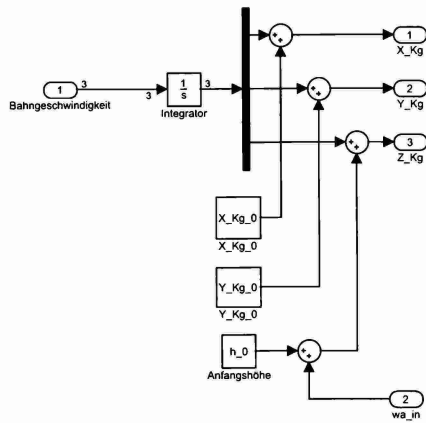 1
X_Kg
1
3
3
1
s
3
2
Bahngeschwindigkeit
Integrator
Y_Kg
3
Z_Kg
X_Kg_0
X_Kg_0
Y_Kg_0
Y_Kg_0
h_0
Anfangshöhe
2
wa_in